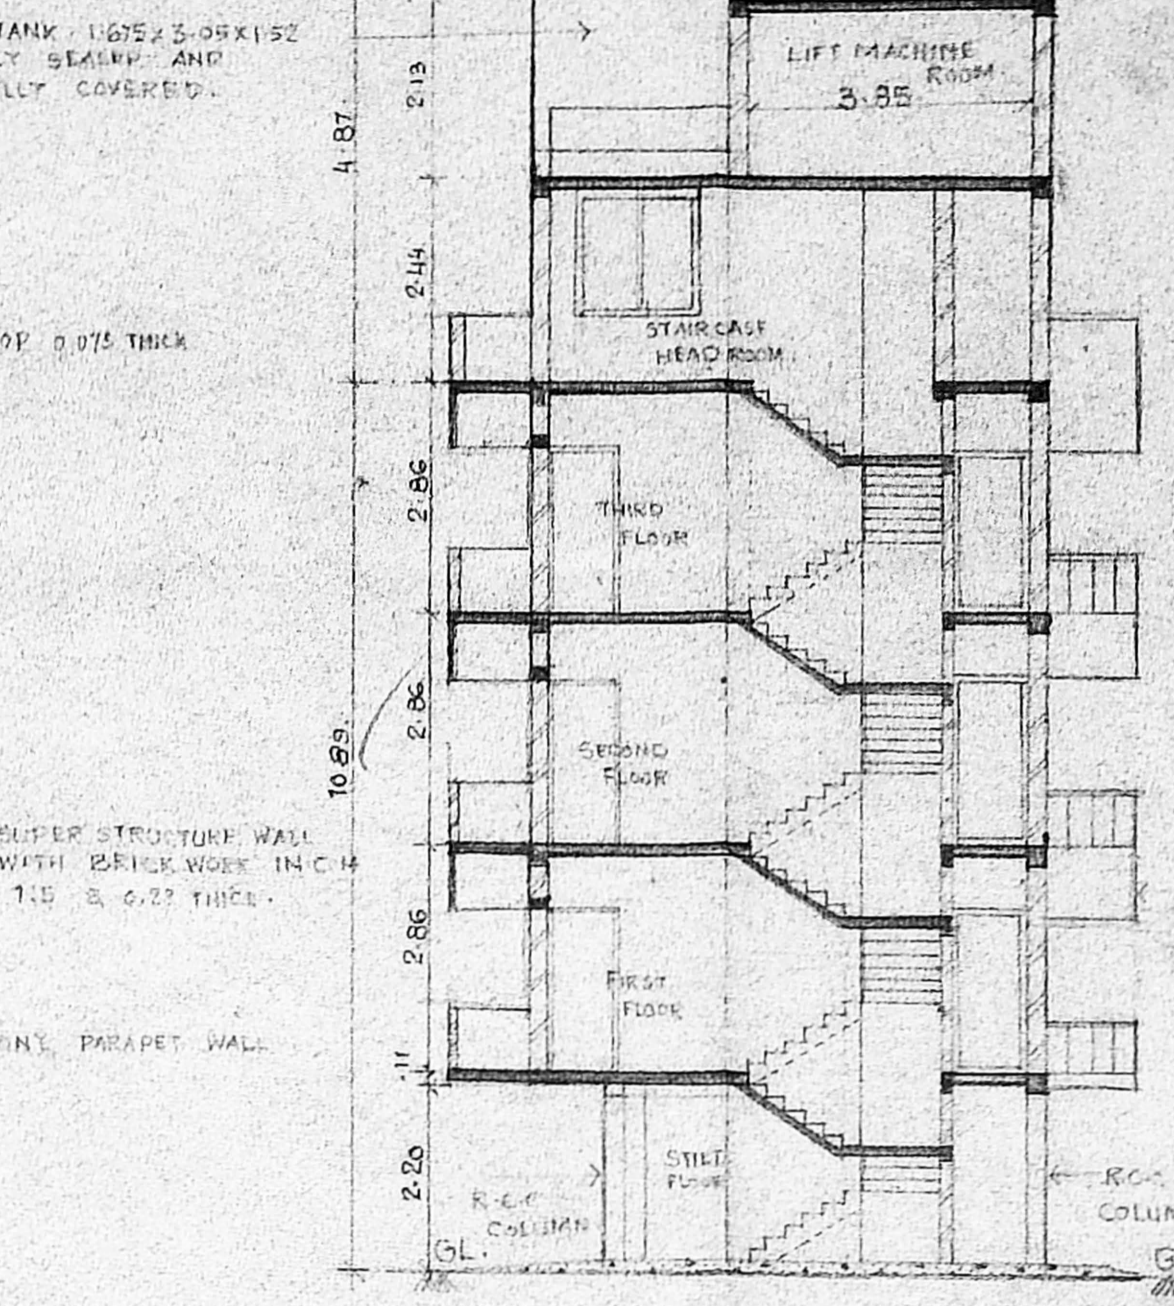 TANK 1.675 x 3.05 x 1.52
SEALED AND
COVERED.
LIFT MACHINE
ROOM
3.85
2.13
4.87
2.44
STAIRCASE
HEAD ROOM
OP 0.075 THICK
2.86
THIRD
FLOOR
2.86
SECOND
FLOOR
10.89
SUPER STRUCTURE WALL
WITH BRICK WORK IN C M
1:5 & 0.23 THICK.
2.86
FIRST
FLOOR
PARAPET WALL
.11
2.20
STILT
FLOOR
R.C.C
COLUMN
R.C.C
COLUM
GL.
G